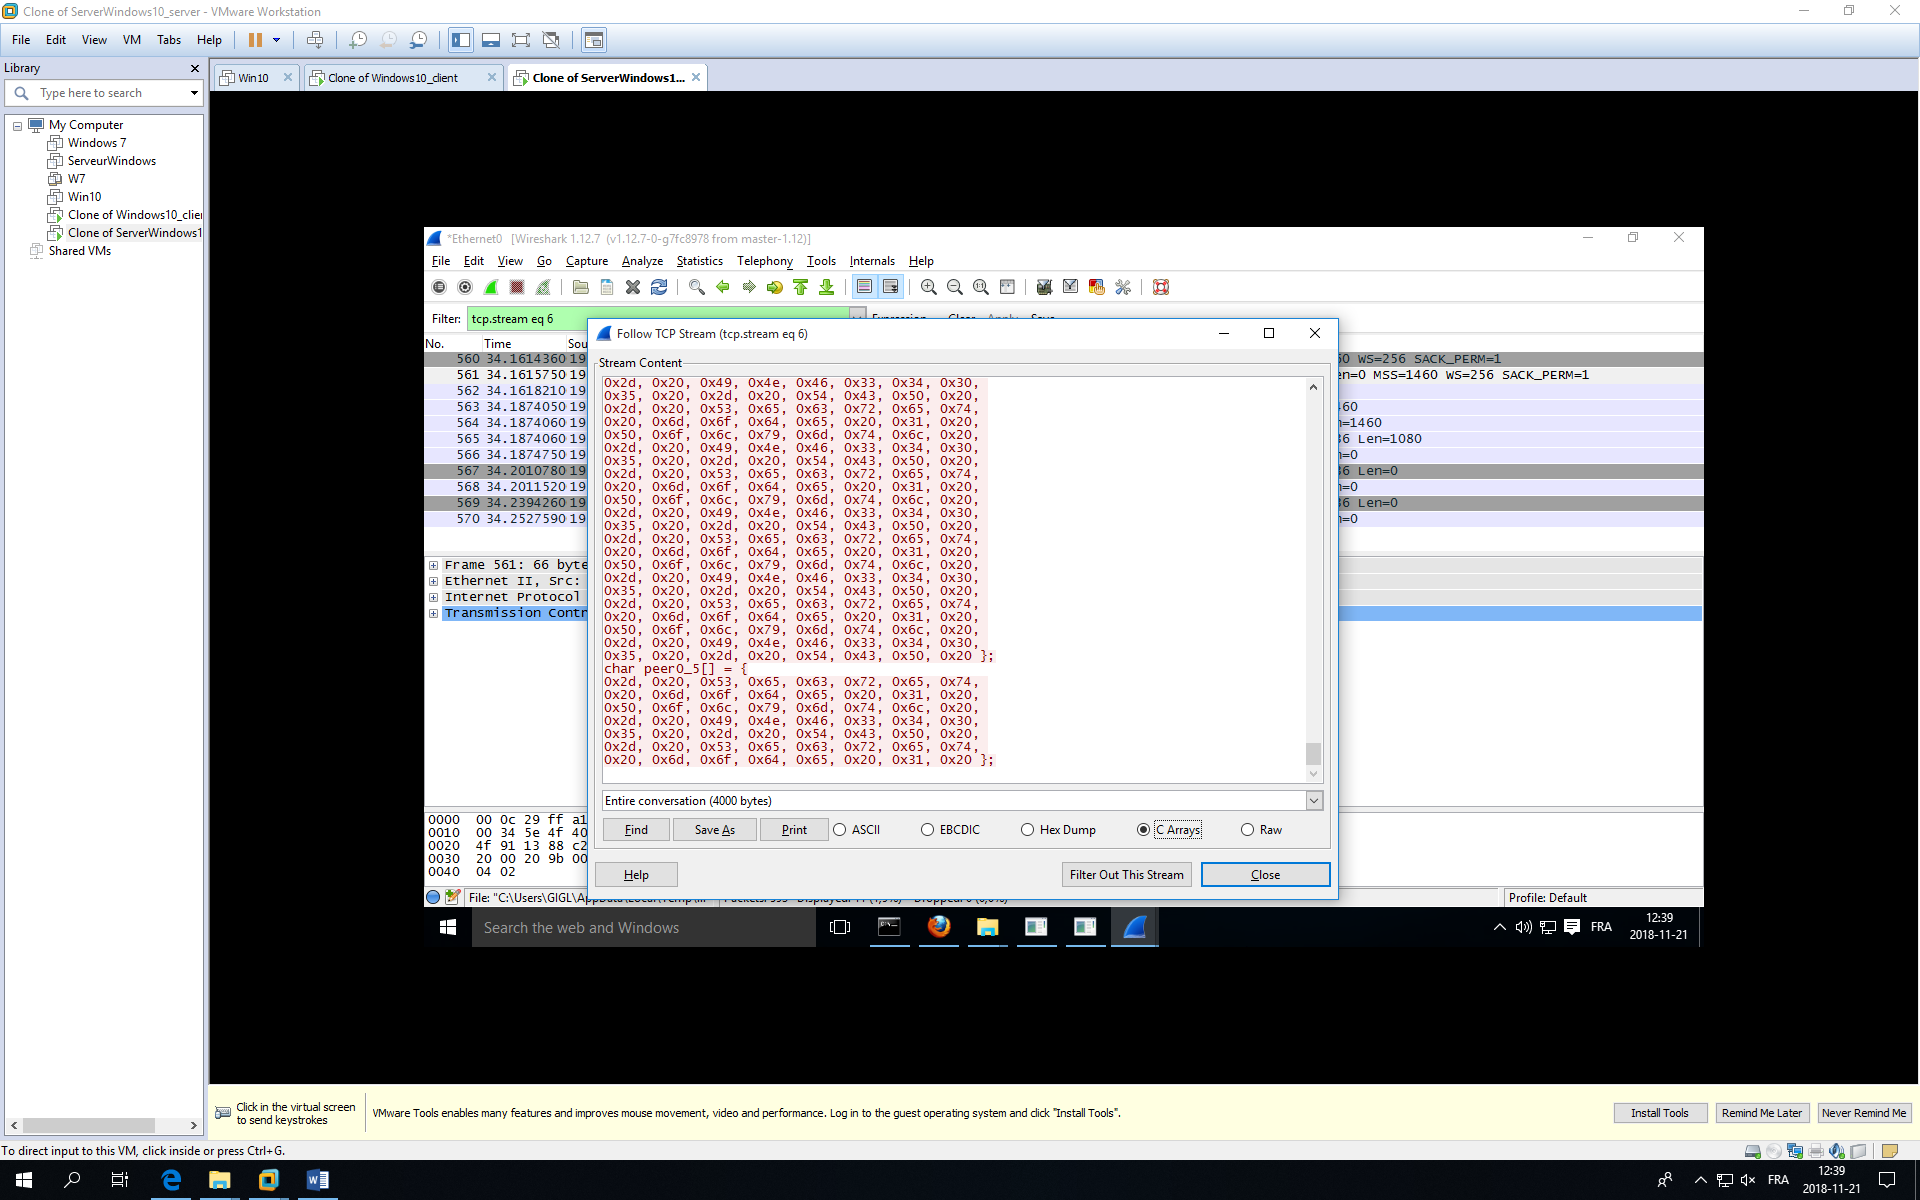 Clone of ServerWindows10_server - VMware Workstation
File Edit View VM Tabs Help
Library
Type here to search
My Computer
Windows 7
ServeurWindows
W7
Win10
Clone of Windows10_clie
Clone of ServerWindows1
Shared VMs
Win10
Clone of Windows10_client
Clone of ServerWindows1...
*Ethernet0 [Wireshark 1.12.7 (v1.12.7-0-g7fc8978 from master-1.12)]
File Edit View Go Capture Analyze Statistics Telephony Tools Internals Help
Filter: tcp.stream eq 6
No. Time Sou
560 34.1614360 19
561 34.1615750 19
562 34.1618210 19
563 34.1874050 19
564 34.1874060 19
565 34.1874060 19
566 34.1874750 19
567 34.2010780 19
568 34.2011520 19
569 34.2394260 19
570 34.2527590 19
60 WS=256 SACK_PERM=1
en=0 MSS=1460 WS=256 SACK_PERM=1
460
n=1460
36 Len=1080
n=0
36 Len=0
n=0
36 Len=0
n=0
Frame 561: 66 byte
Ethernet II, Src:
Internet Protocol
Transmission Contr
0000 00 0c 29 ff a1
0010 00 34 5e 4f 40
0020 4f 91 13 88 c2
0030 20 00 20 9b 00
0040 04 02
File: "C:\Users\GIGL\AppData\Local\Temp\
Profile: Default
Follow TCP Stream (tcp.stream eq 6)
Stream Content
0x2d, 0x20, 0x49, 0x4e, 0x46, 0x33, 0x34, 0x30,
0x35, 0x20, 0x2d, 0x20, 0x54, 0x43, 0x50, 0x20,
0x2d, 0x20, 0x53, 0x65, 0x63, 0x72, 0x65, 0x74,
0x20, 0x6d, 0x6f, 0x64, 0x65, 0x20, 0x31, 0x20,
0x50, 0x6f, 0x6c, 0x79, 0x6d, 0x74, 0x6c, 0x20,
0x2d, 0x20, 0x49, 0x4e, 0x46, 0x33, 0x34, 0x30,
0x35, 0x20, 0x2d, 0x20, 0x54, 0x43, 0x50, 0x20,
0x2d, 0x20, 0x53, 0x65, 0x63, 0x72, 0x65, 0x74,
0x20, 0x6d, 0x6f, 0x64, 0x65, 0x20, 0x31, 0x20,
0x50, 0x6f, 0x6c, 0x79, 0x6d, 0x74, 0x6c, 0x20,
0x2d, 0x20, 0x49, 0x4e, 0x46, 0x33, 0x34, 0x30,
0x35, 0x20, 0x2d, 0x20, 0x54, 0x43, 0x50, 0x20,
0x2d, 0x20, 0x53, 0x65, 0x63, 0x72, 0x65, 0x74,
0x20, 0x6d, 0x6f, 0x64, 0x65, 0x20, 0x31, 0x20,
0x50, 0x6f, 0x6c, 0x79, 0x6d, 0x74, 0x6c, 0x20,
0x2d, 0x20, 0x49, 0x4e, 0x46, 0x33, 0x34, 0x30,
0x35, 0x20, 0x2d, 0x20, 0x54, 0x43, 0x50, 0x20,
0x2d, 0x20, 0x53, 0x65, 0x63, 0x72, 0x65, 0x74,
0x20, 0x6d, 0x6f, 0x64, 0x65, 0x20, 0x31, 0x20,
0x50, 0x6f, 0x6c, 0x79, 0x6d, 0x74, 0x6c, 0x20,
0x2d, 0x20, 0x49, 0x4e, 0x46, 0x33, 0x34, 0x30,
0x35, 0x20, 0x2d, 0x20, 0x54, 0x43, 0x50, 0x20 };
char peer0_5[] = {
0x2d, 0x20, 0x53, 0x65, 0x63, 0x72, 0x65, 0x74,
0x20, 0x6d, 0x6f, 0x64, 0x65, 0x20, 0x31, 0x20,
0x50, 0x6f, 0x6c, 0x79, 0x6d, 0x74, 0x6c, 0x20,
0x2d, 0x20, 0x49, 0x4e, 0x46, 0x33, 0x34, 0x30,
0x35, 0x20, 0x2d, 0x20, 0x54, 0x43, 0x50, 0x20,
0x2d, 0x20, 0x53, 0x65, 0x63, 0x72, 0x65, 0x74,
0x20, 0x6d, 0x6f, 0x64, 0x65, 0x20, 0x31, 0x20 };
Entire conversation (4000 bytes)
Find Save As Print ASCII EBCDIC Hex Dump C Arrays Raw
Help Filter Out This Stream Close
Search the web and Windows
FRA
12:39
2018-11-21
Click in the virtual screen
to send keystrokes
VMware Tools enables many features and improves mouse movement, video and performance. Log in to the guest operating system and click "Install Tools".
Install Tools Remind Me Later Never Remind Me
To direct input to this VM, click inside or press Ctrl+G.
FRA
12:39
2018-11-21